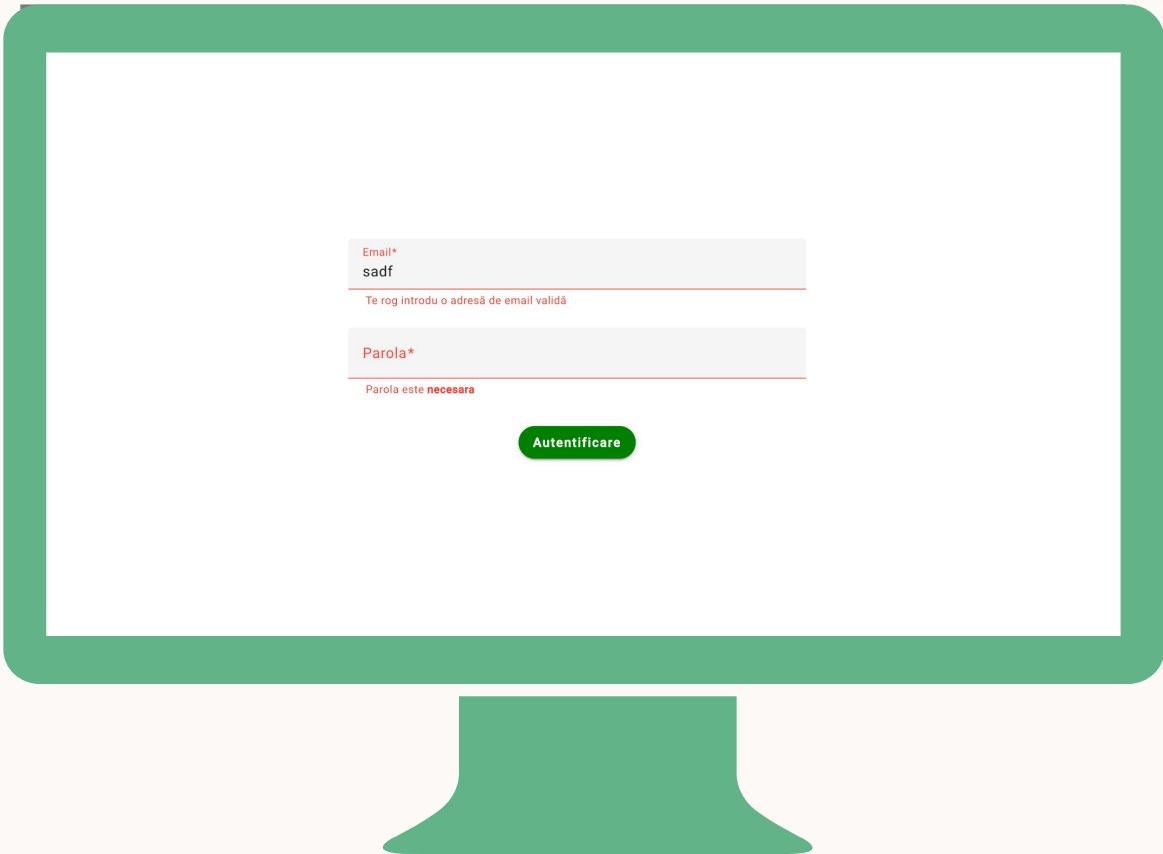 Email*
sadf
Te rog introdu o adresă de email validă
Parola*
Parola este necesara
Autentificare